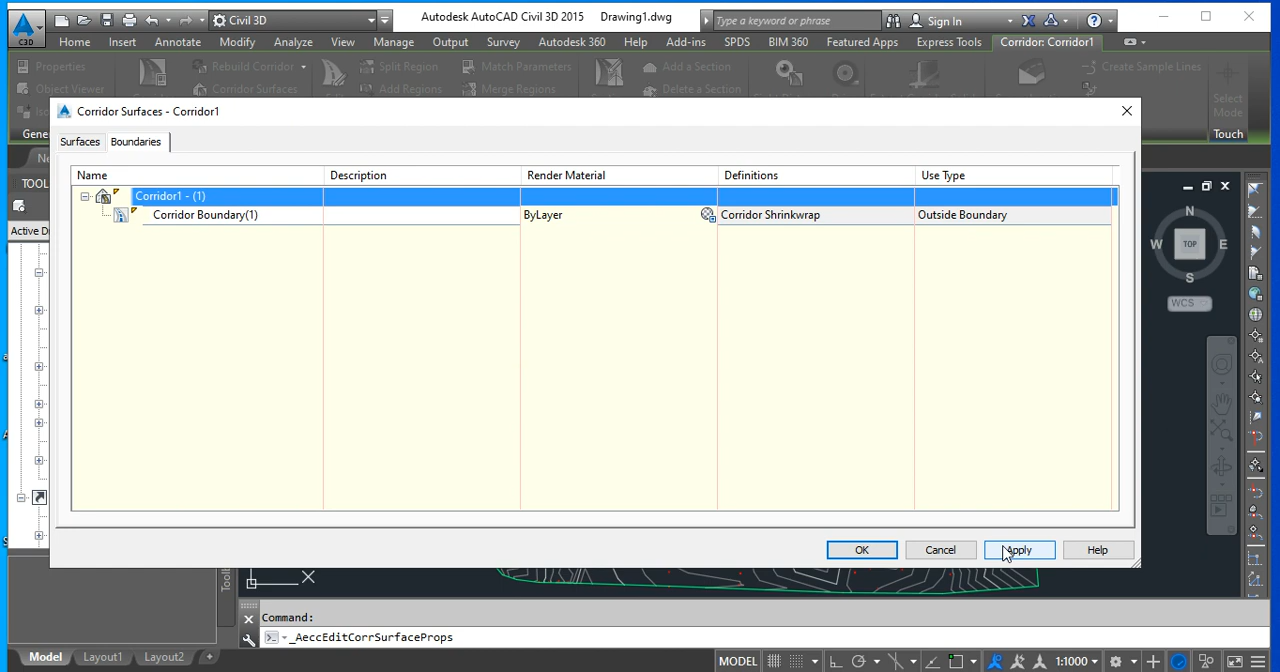 Civil 3D
Autodesk AutoCAD Civil 3D 2015 Drawing1.dwg
Type a keyword or phrase
Sign In
C3D
Home Insert Annotate Modify Analyze View Manage Output Survey Autodesk 360 Help Add-ins SPDS BIM 360 Featured Apps Express Tools Corridor: Corridor1
Properties Rebuild Corridor Split Region Match Parameters Add a Section Create Sample Lines
Object Viewer Corridor Surfaces Add Regions Merge Regions Delete a Section
Select
Mode
Gene
Touch
Corridor Surfaces - Corridor1
Surfaces Boundaries
Ne
TOOL
Active D
Name Description Render Material Definitions Use Type
Corridor1 - (1)
Corridor Boundary(1) ByLayer Corridor Shrinkwrap Outside Boundary
N
W TOP E
S
WCS
OK Cancel Apply Help
Toolb
X
Command:
_AeccEditCorrSurfaceProps
Model Layout1 Layout2 +
MODEL 1:1000